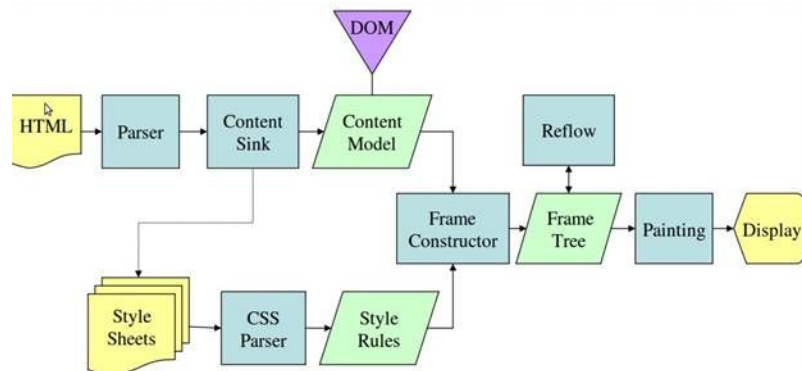 DOM
HTML
Parser
Content
Sink
Content
Model
Reflow
Frame
Constructor
Frame
Tree
Painting
Display
Style
Sheets
CSS
Parser
Style
Rules